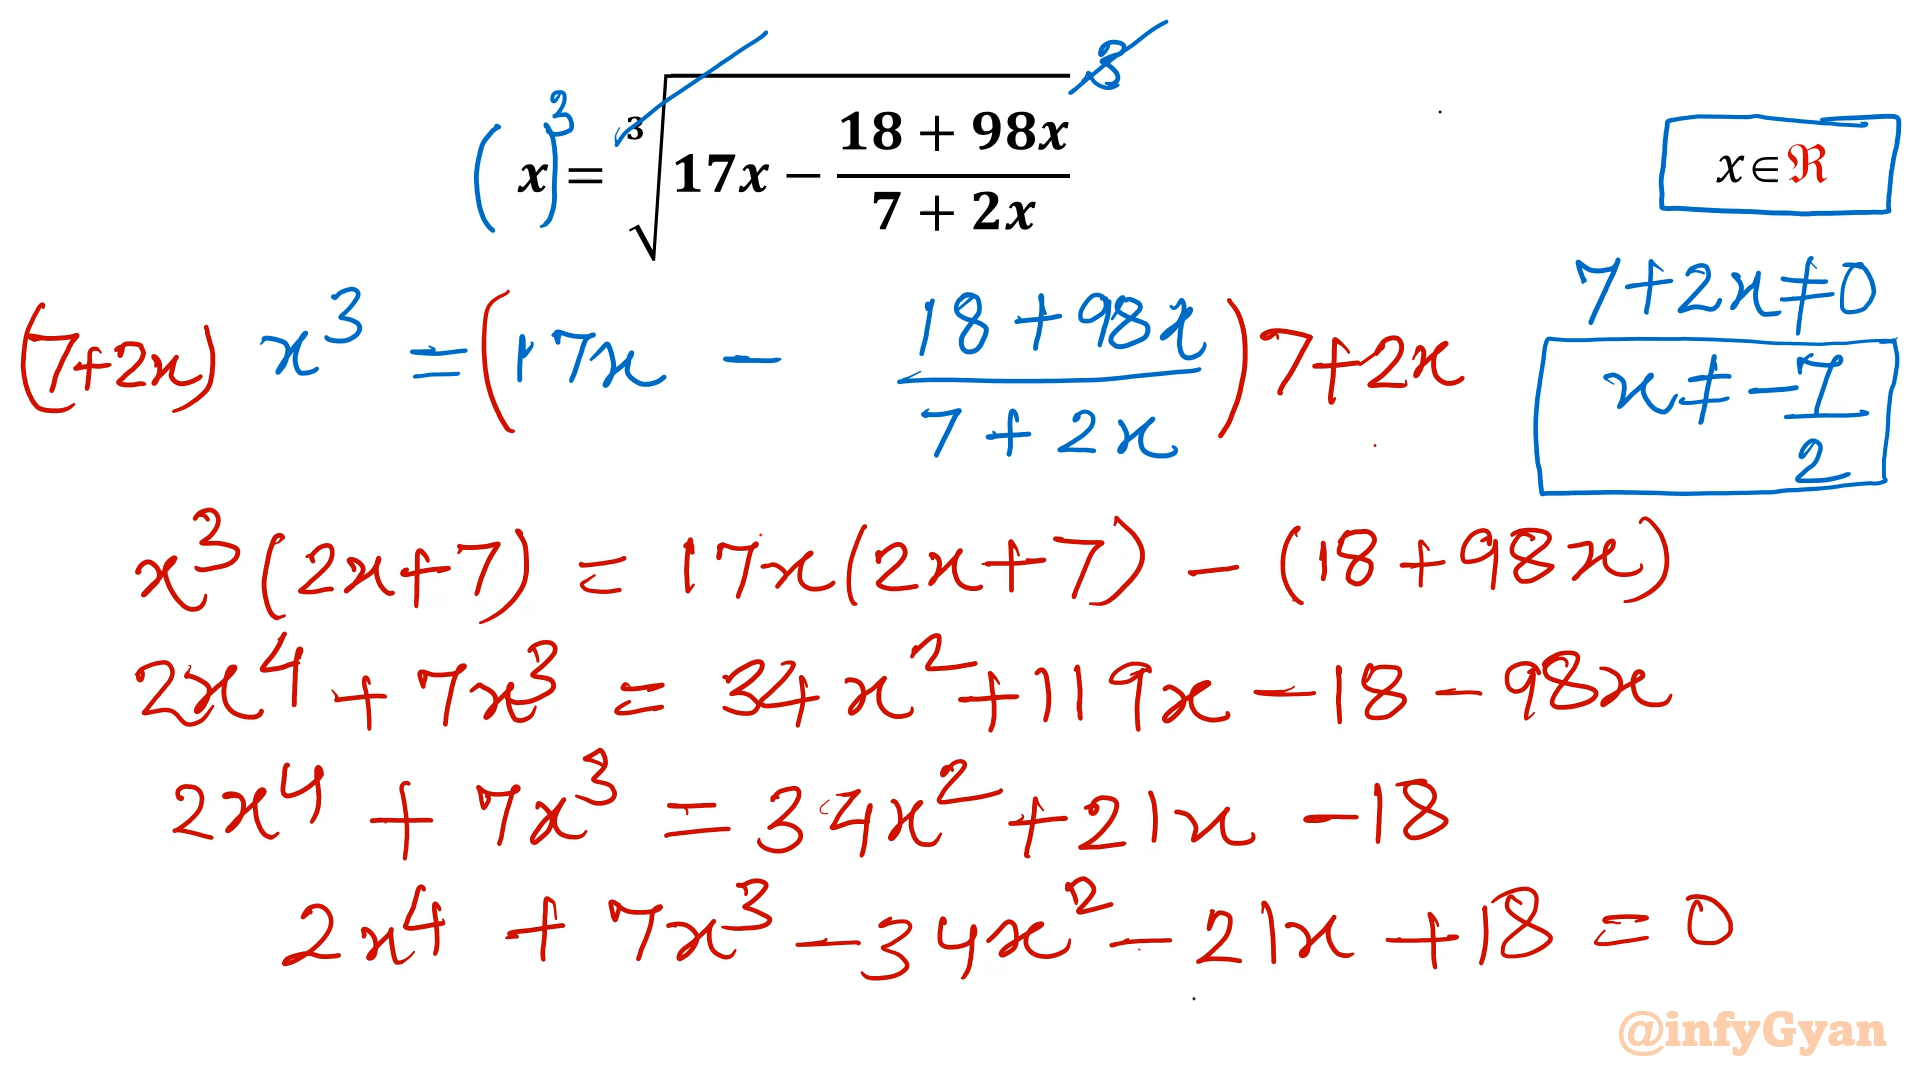 (x)³ = ∛(17x − (18 + 98x)/(7 + 2x))³
x ∈ ℜ
7+2x ≠ 0
(7+2x) x³ = (17x − (18+98x)/(7+2x)) 7+2x
x ≠ −7/2
x³(2x+7) = 17x(2x+7) − (18+98x)
2x⁴ + 7x³ = 34x² + 119x − 18 − 98x
2x⁴ + 7x³ = 34x² + 21x − 18
2x⁴ + 7x³ − 34x² − 21x + 18 = 0
@infyGyan